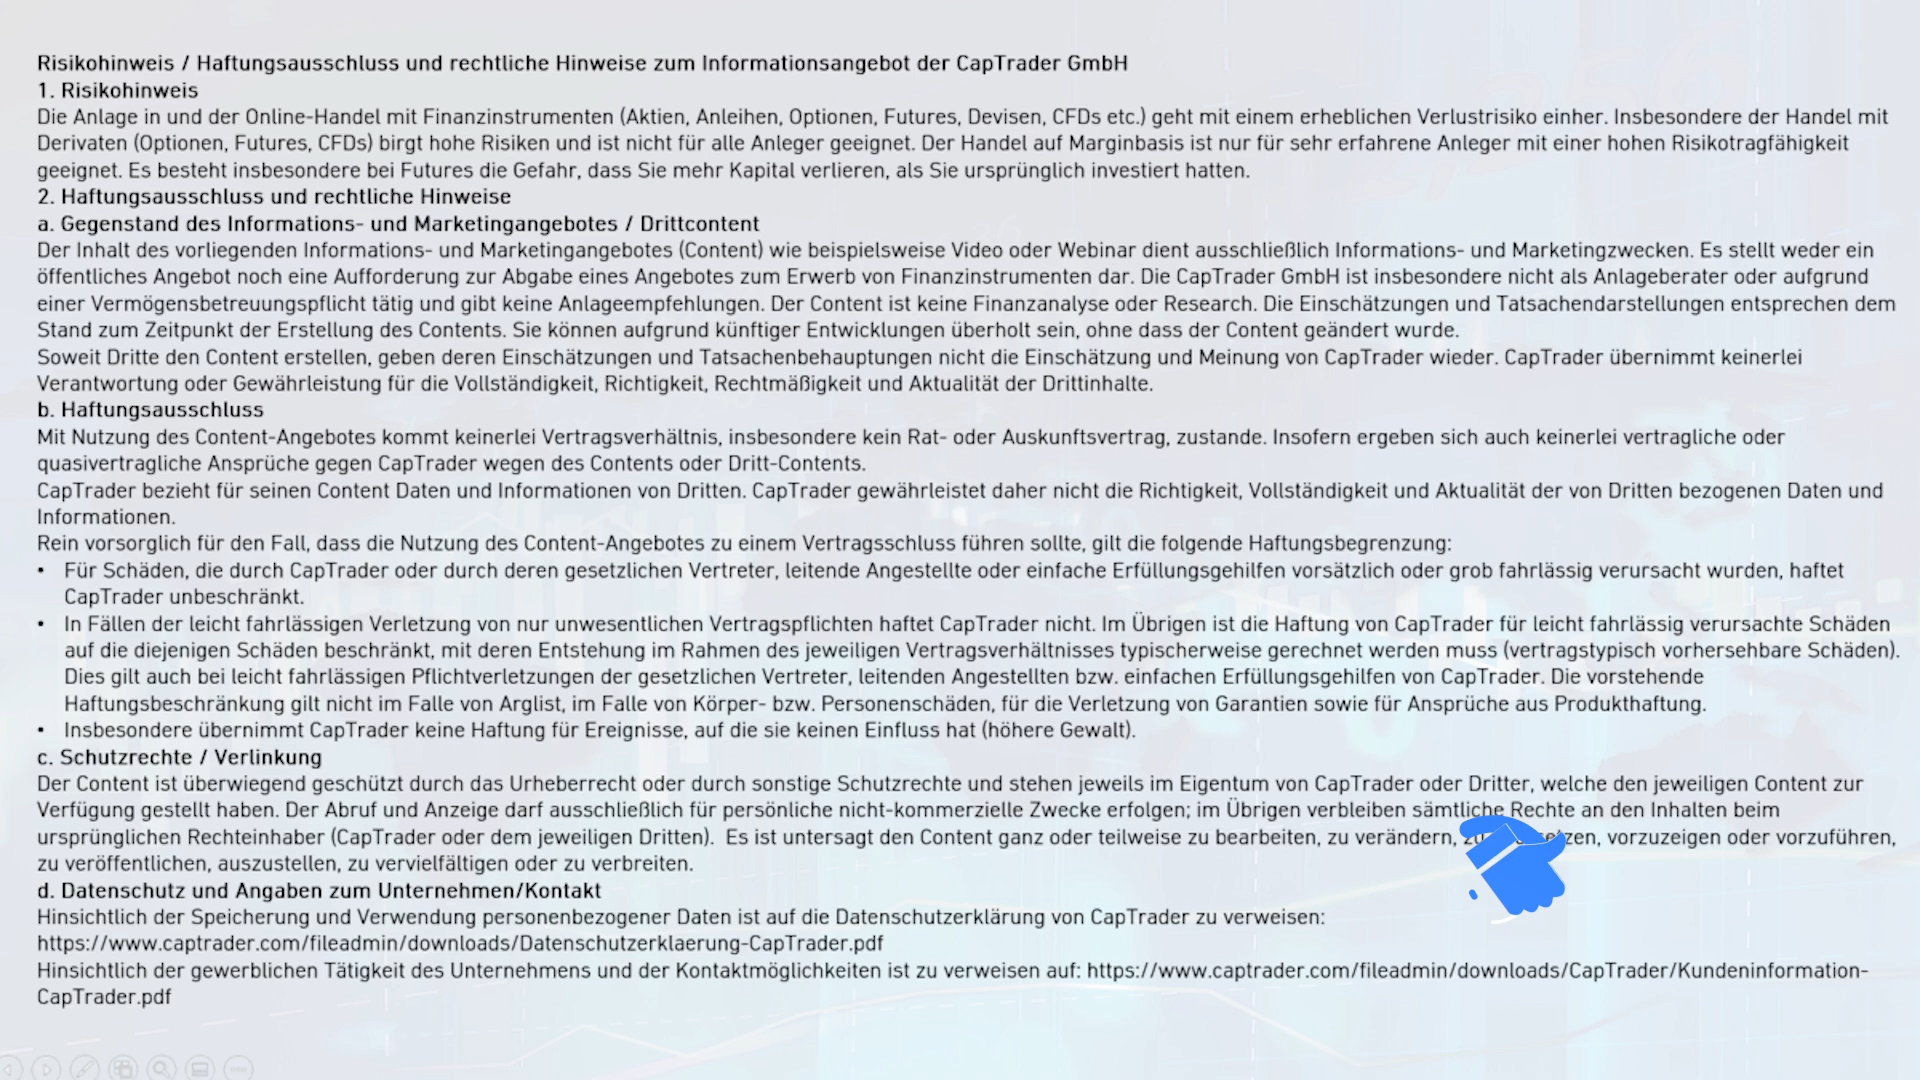 Risikohinweis / Haftungsausschluss und rechtliche Hinweise zum Informationsangebot der CapTrader GmbH
1. Risikohinweis
Die Anlage in und der Online-Handel mit Finanzinstrumenten (Aktien, Anleihen, Optionen, Futures, Devisen, CFDs etc.) geht mit einem erheblichen Verlustrisiko einher. Insbesondere der Handel mit
Derivaten (Optionen, Futures, CFDs) birgt hohe Risiken und ist nicht für alle Anleger geeignet. Der Handel auf Marginbasis ist nur für sehr erfahrene Anleger mit einer hohen Risikotragfähigkeit
geeignet. Es besteht insbesondere bei Futures die Gefahr, dass Sie mehr Kapital verlieren, als Sie ursprünglich investiert hatten.
2. Haftungsausschluss und rechtliche Hinweise
a. Gegenstand des Informations- und Marketingangebotes / Drittcontent
Der Inhalt des vorliegenden Informations- und Marketingangebotes (Content) wie beispielsweise Video oder Webinar dient ausschließlich Informations- und Marketingzwecken. Es stellt weder ein
öffentliches Angebot noch eine Aufforderung zur Abgabe eines Angebotes zum Erwerb von Finanzinstrumenten dar. Die CapTrader GmbH ist insbesondere nicht als Anlageberater oder aufgrund
einer Vermögensbetreuungspflicht tätig und gibt keine Anlageempfehlungen. Der Content ist keine Finanzanalyse oder Research. Die Einschätzungen und Tatsachendarstellungen entsprechen dem
Stand zum Zeitpunkt der Erstellung des Contents. Sie können aufgrund künftiger Entwicklungen überholt sein, ohne dass der Content geändert wurde.
Soweit Dritte den Content erstellen, geben deren Einschätzungen und Tatsachenbehauptungen nicht die Einschätzung und Meinung von CapTrader wieder. CapTrader übernimmt keinerlei
Verantwortung oder Gewährleistung für die Vollständigkeit, Richtigkeit, Rechtmäßigkeit und Aktualität der Drittinhalte.
b. Haftungsausschluss
Mit Nutzung des Content-Angebotes kommt keinerlei Vertragsverhältnis, insbesondere kein Rat- oder Auskunftsvertrag, zustande. Insofern ergeben sich auch keinerlei vertragliche oder
quasivertragliche Ansprüche gegen CapTrader wegen des Contents oder Dritt-Contents.
CapTrader bezieht für seinen Content Daten und Informationen von Dritten. CapTrader gewährleistet daher nicht die Richtigkeit, Vollständigkeit und Aktualität der von Dritten bezogenen Daten und
Informationen.
Rein vorsorglich für den Fall, dass die Nutzung des Content-Angebotes zu einem Vertragsschluss führen sollte, gilt die folgende Haftungsbegrenzung:
• Für Schäden, die durch CapTrader oder durch deren gesetzlichen Vertreter, leitende Angestellte oder einfache Erfüllungsgehilfen vorsätzlich oder grob fahrlässig verursacht wurden, haftet
CapTrader unbeschränkt.
• In Fällen der leicht fahrlässigen Verletzung von nur unwesentlichen Vertragspflichten haftet CapTrader nicht. Im Übrigen ist die Haftung von CapTrader für leicht fahrlässig verursachte Schäden
auf die diejenigen Schäden beschränkt, mit deren Entstehung im Rahmen des jeweiligen Vertragsverhältnisses typischerweise gerechnet werden muss (vertragstypisch vorhersehbare Schäden).
Dies gilt auch bei leicht fahrlässigen Pflichtverletzungen der gesetzlichen Vertreter, leitenden Angestellten bzw. einfachen Erfüllungsgehilfen von CapTrader. Die vorstehende
Haftungsbeschränkung gilt nicht im Falle von Arglist, im Falle von Körper- bzw. Personenschäden, für die Verletzung von Garantien sowie für Ansprüche aus Produkthaftung.
• Insbesondere übernimmt CapTrader keine Haftung für Ereignisse, auf die sie keinen Einfluss hat (höhere Gewalt).
c. Schutzrechte / Verlinkung
Der Content ist überwiegend geschützt durch das Urheberrecht oder durch sonstige Schutzrechte und stehen jeweils im Eigentum von CapTrader oder Dritter, welche den jeweiligen Content zur
Verfügung gestellt haben. Der Abruf und Anzeige darf ausschließlich für persönliche nicht-kommerzielle Zwecke erfolgen; im Übrigen verbleiben sämtliche Rechte an den Inhalten beim
ursprünglichen Rechteinhaber (CapTrader oder dem jeweiligen Dritten). Es ist untersagt den Content ganz oder teilweise zu bearbeiten, zu verändern, vorzuzeigen oder vorzuführen,
zu veröffentlichen, auszustellen, zu vervielfältigen oder zu verbreiten.
d. Datenschutz und Angaben zum Unternehmen/Kontakt
Hinsichtlich der Speicherung und Verwendung personenbezogener Daten ist auf die Datenschutzerklärung von CapTrader zu verweisen:
https://www.captrader.com/fileadmin/downloads/Datenschutzerklaerung-CapTrader.pdf
Hinsichtlich der gewerblichen Tätigkeit des Unternehmens und der Kontaktmöglichkeiten ist zu verweisen auf: https://www.captrader.com/fileadmin/downloads/CapTrader/Kundeninformation-
CapTrader.pdf